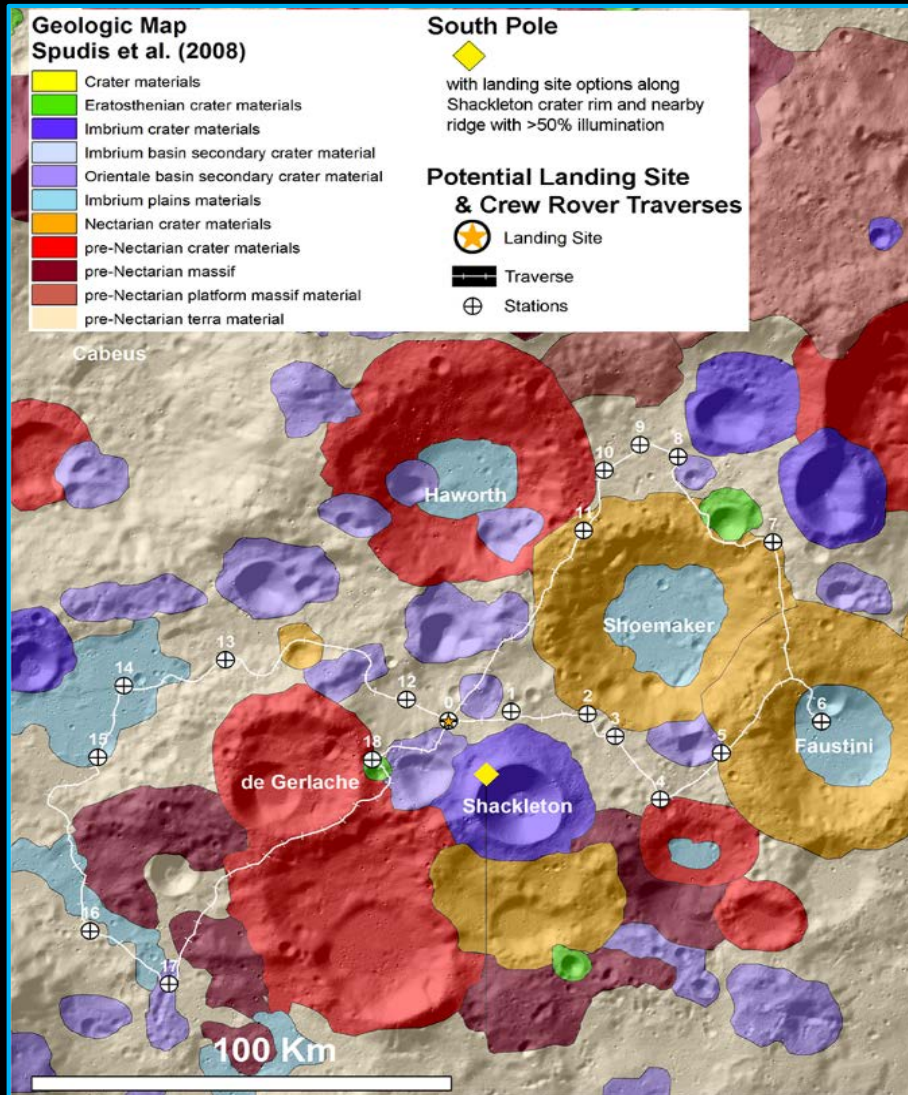 Geologic Map
Spudis et al. (2008)
Crater materials
Eratosthenian crater materials
Imbrium crater materials
Imbrium basin secondary crater material
Orientale basin secondary crater material
Imbrium plains materials
Nectarian crater materials
pre-Nectarian crater materials
pre-Nectarian massif
pre-Nectarian platform massif material
pre-Nectarian terra material
South Pole
with landing site options along
Shackleton crater rim and nearby
ridge with >50% illumination
Potential Landing Site
& Crew Rover Traverses
Landing Site
Traverse
Stations
Cabeus
9
8
10
Haworth
11
7
Shoemaker
13
14
12
0
1
2
6
3
15
5
Faustini
18
de Gerlache
Shackleton
4
16
17
100 Km